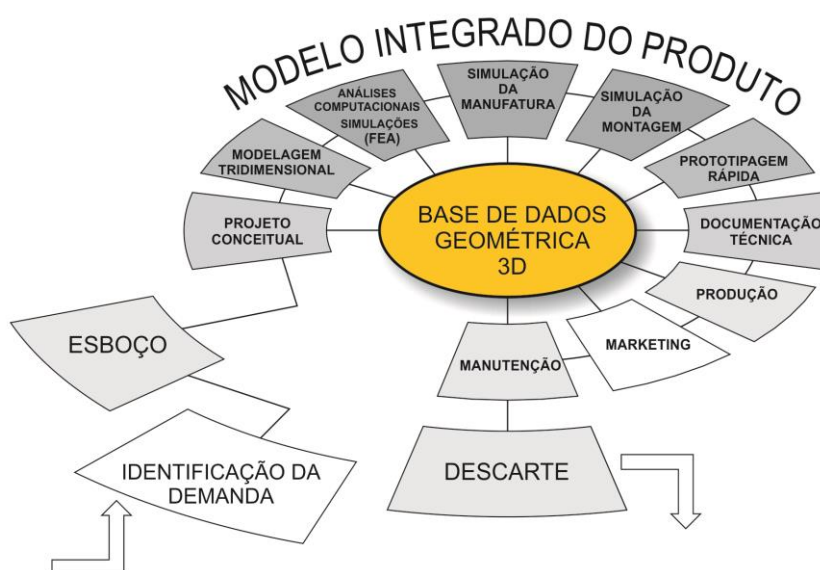 MODELO INTEGRADO DO PRODUTO
SIMULAÇÃO
DA
MANUFATURA
ANÁLISES
COMPUTACIONAIS
SIMULAÇÕES
(FEA)
SIMULAÇÃO
DA
MONTAGEM
MODELAGEM
TRIDIMENSIONAL
PROTOTIPAGEM
RÁPIDA
PROJETO
CONCEITUAL
BASE DE DADOS
GEOMÉTRICA
3D
DOCUMENTAÇÃO
TÉCNICA
PRODUÇÃO
ESBOÇO
MANUTENÇÃO
MARKETING
IDENTIFICAÇÃO DA
DEMANDA
DESCARTE